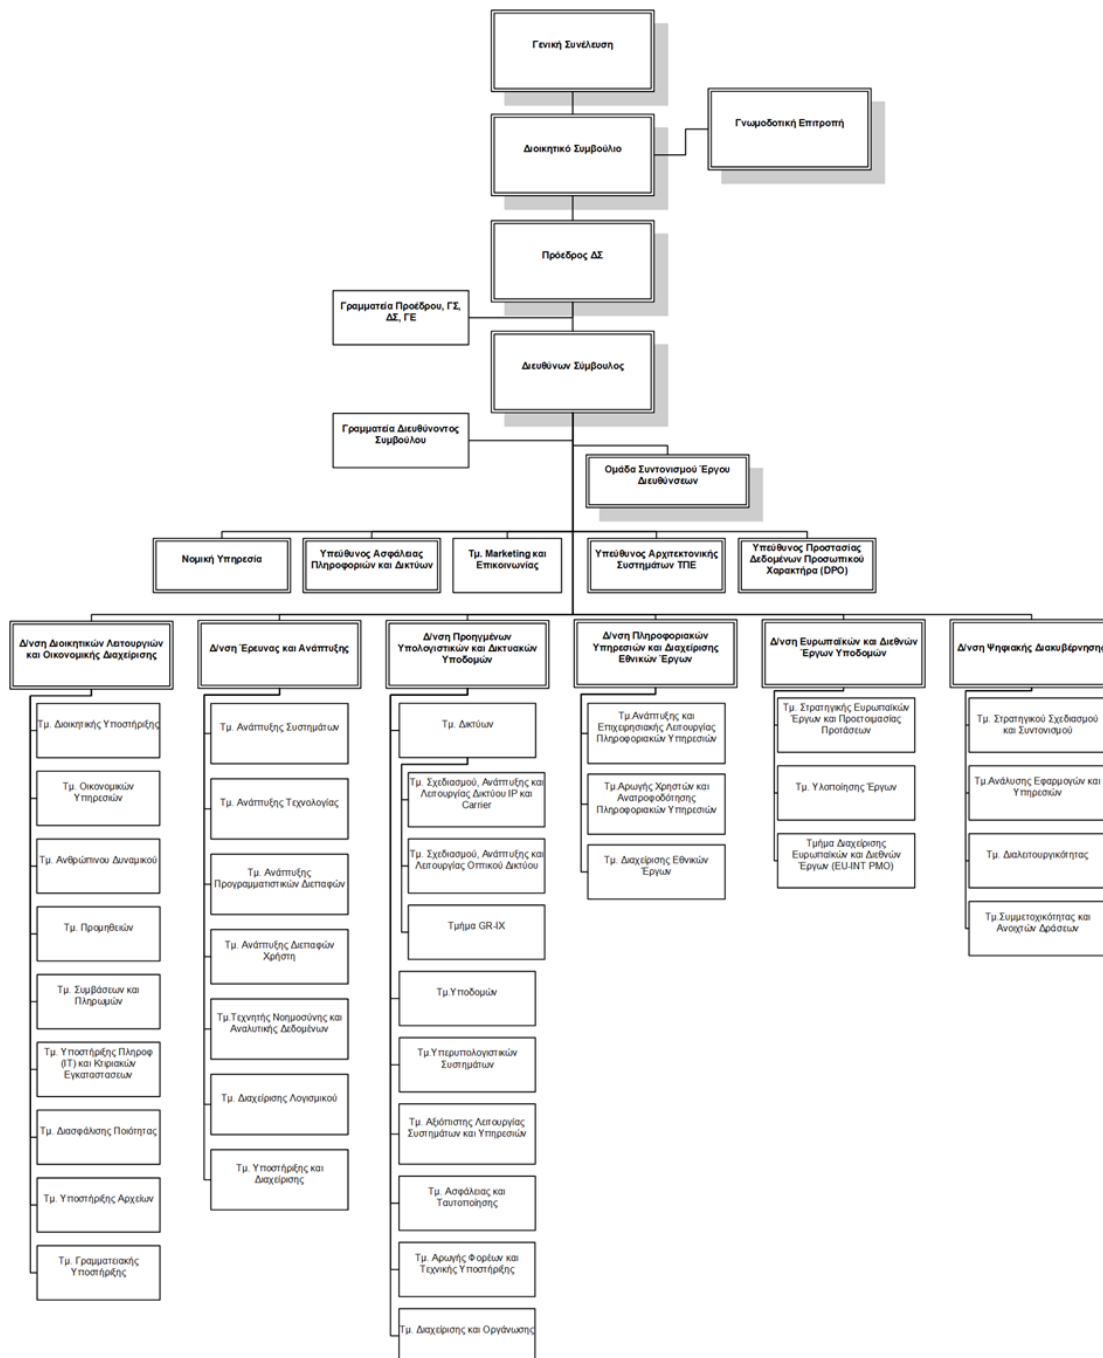 Γενική Συνέλευση
Γνωμοδοτική Επιτροπή
Διοικητικό Συμβούλιο
Πρόεδρος ΔΣ
Γραμματεία Προέδρου, ΓΣ,
ΔΣ, ΓΕ
Διευθύνων Σύμβουλος
Γραμματεία Διευθύνοντος
Συμβούλου
Ομάδα Συντονισμού Έργου
Διευθύνσεων
Νομική Υπηρεσία
Υπεύθυνος Ασφάλειας
Πληροφοριών και Δικτύων
Τμ. Marketing και
Επικοινωνίας
Υπεύθυνος Αρχιτεκτονικής
Συστημάτων ΤΠΕ
Υπεύθυνος Προστασίας
Δεδομένων Προσωπικού
Χαρακτήρα (DPO)
Δ/νση Διοικητικών Λειτουργιών
και Οικονομικής Διαχείρισης
Τμ. Διοικητικής Υποστήριξης
Τμ. Οικονομικών
Υπηρεσιών
Τμ. Ανθρώπινου Δυναμικού
Τμ. Προμηθειών
Τμ. Συμβάσεων και
Πληρωμών
Τμ. Υποστήριξης Πληροφ
(IT) και Κτιριακών
Εγκαταστασεων
Τμ. Διασφάλισης Ποιότητας
Τμ. Υποστήριξης Αρχείων
Τμ. Γραμματειακής
Υποστήριξης
Δ/νση Έρευνας και Ανάπτυξης
Τμ. Ανάπτυξης Συστημάτων
Τμ. Ανάπτυξης Τεχνολογίας
Τμ. Ανάπτυξης
Προγραμματιστικών Διεπαφών
Τμ. Ανάπτυξης Διεπαφών
Χρήστη
Τμ.Τεχνητής Νοημοσύνης και
Αναλυτικής Δεδομένων
Τμ. Διαχείρισης Λογισμικού
Τμ. Υποστήριξης και
Διαχείρισης
Δ/νση Προηγμένων
Υπολογιστικών και Δικτυακών
Υποδομών
Τμ. Δικτύων
Τμ. Σχεδιασμού, Ανάπτυξης και
Λειτουργίας Δικτύου IP και
Carrier
Τμ. Σχεδιασμού, Ανάπτυξης και
Λειτουργίας Οπτικού Δικτύου
Τμήμα GR-IX
Τμ.Υποδομών
Τμ.Υπερυπολογιστικών
Συστημάτων
Τμ. Αξιόπιστης Λειτουργίας
Συστημάτων και Υπηρεσιών
Τμ. Ασφάλειας και
Ταυτοποίησης
Τμ. Αρωγής Φορέων και
Τεχνικής Υποστήριξης
Τμ. Διαχείρισης και Οργάνωσης
Δ/νση Πληροφοριακών
Υπηρεσιών και Διαχείρισης
Εθνικών Έργων
Τμ.Ανάπτυξης και
Επιχειρησιακής Λειτουργίας
Πληροφοριακών Υπηρεσιών
Τμ.Αρωγής Χρηστών και
Ανατροφοδότησης
Πληροφοριακών Υπηρεσιών
Τμ. Διαχείρισης Εθνικών
Έργων
Δ/νση Ευρωπαϊκών και Διεθνών
Έργων Υποδομών
Τμ. Στρατηγικής Ευρωπαϊκών
Έργων και Προετοιμασίας
Προτάσεων
Τμ. Υλοποίησης Έργων
Τμήμα Διαχείρισης
Ευρωπαϊκών και Διεθνών
Έργων (EU-INT PMO)
Δ/νση Ψηφιακής Διακυβέρνησης
Τμ. Στρατηγικού Σχεδιασμού
και Συντονισμού
Τμ.Ανάλυσης Εφαρμογών και
Υπηρεσιών
Τμ. Διαλειτουργικότητας
Τμ.Συμμετοχικότητας και
Ανοιχτών Δράσεων